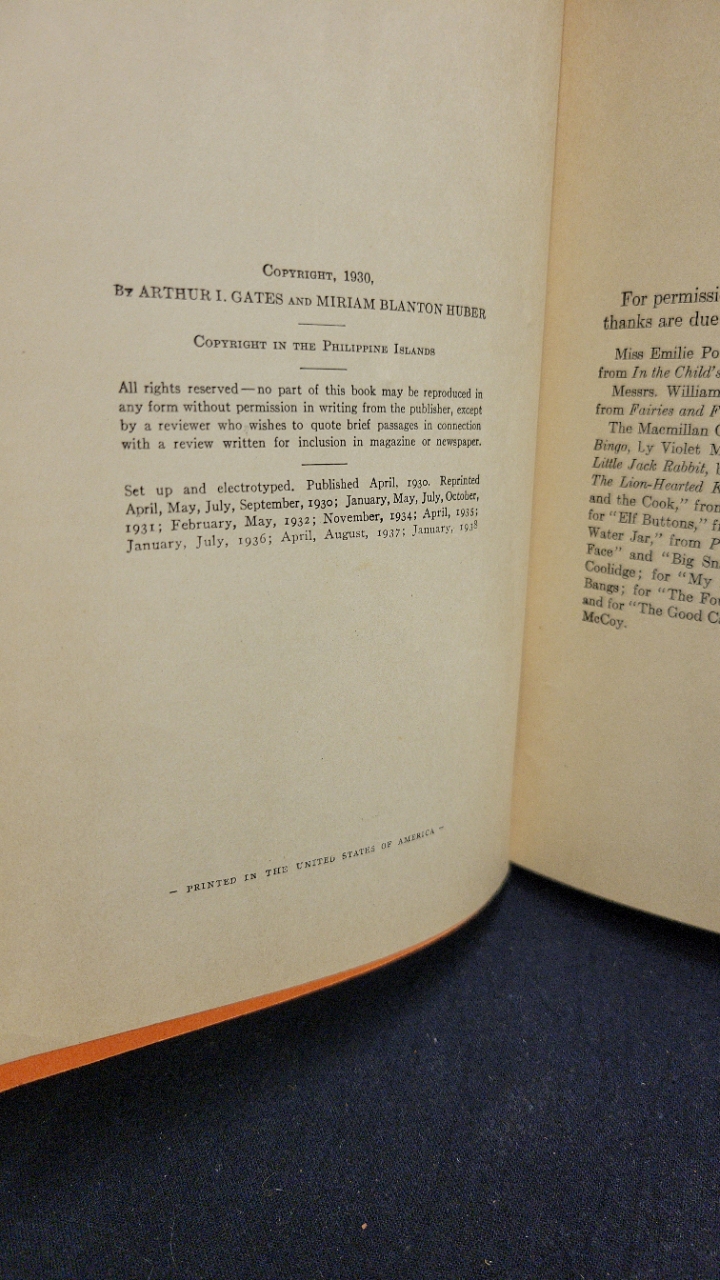 COPYRIGHT, 1930,
BY ARTHUR I. GATES AND MIRIAM BLANTON HUBER
COPYRIGHT IN THE PHILIPPINE ISLANDS
All rights reserved—no part of this book may be reproduced in
any form without permission in writing from the publisher, except
by a reviewer who wishes to quote brief passages in connection
with a review written for inclusion in magazine or newspaper.
Set up and electrotyped. Published April, 1930. Reprinted
April, May, July, September, 1930; January, May, July, October,
1931; February, May, 1932; November, 1934; April, 1935;
January, July, 1936; April, August, 1937; January, 1938
— PRINTED IN THE UNITED STATES OF AMERICA —
For permissi
thanks are due
Miss Emilie Po
from In the Child's
Messrs. William
from Fairies and F
The Macmillan C
Bingo, by Violet M
Little Jack Rabbit, b
The Lion-Hearted K
and the Cook," from
for "Elf Buttons," f
Water Jar," from P
Face" and "Big Sn
Coolidge; for "My
Bangs; for "The Fou
and for "The Good C
McCoy.